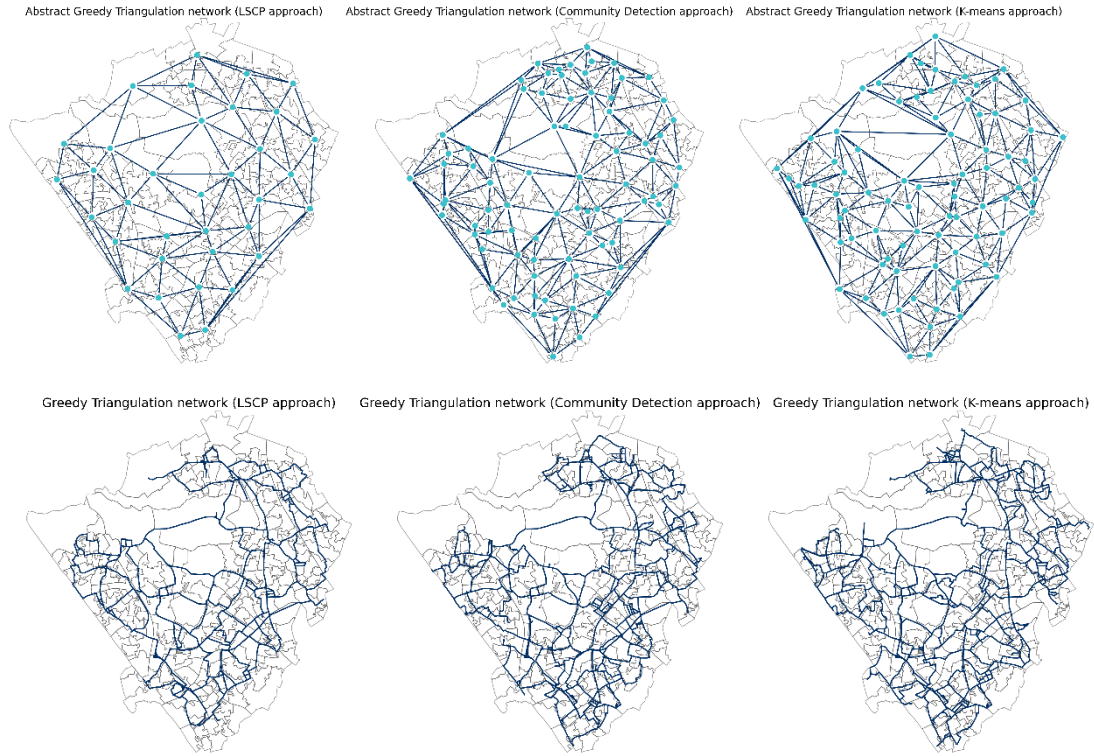 Abstract Greedy Triangulation network (LSCP approach)
Abstract Greedy Triangulation network (Community Detection approach)
Abstract Greedy Triangulation network (K-means approach)
Greedy Triangulation network (LSCP approach)
Greedy Triangulation network (Community Detection approach)
Greedy Triangulation network (K-means approach)